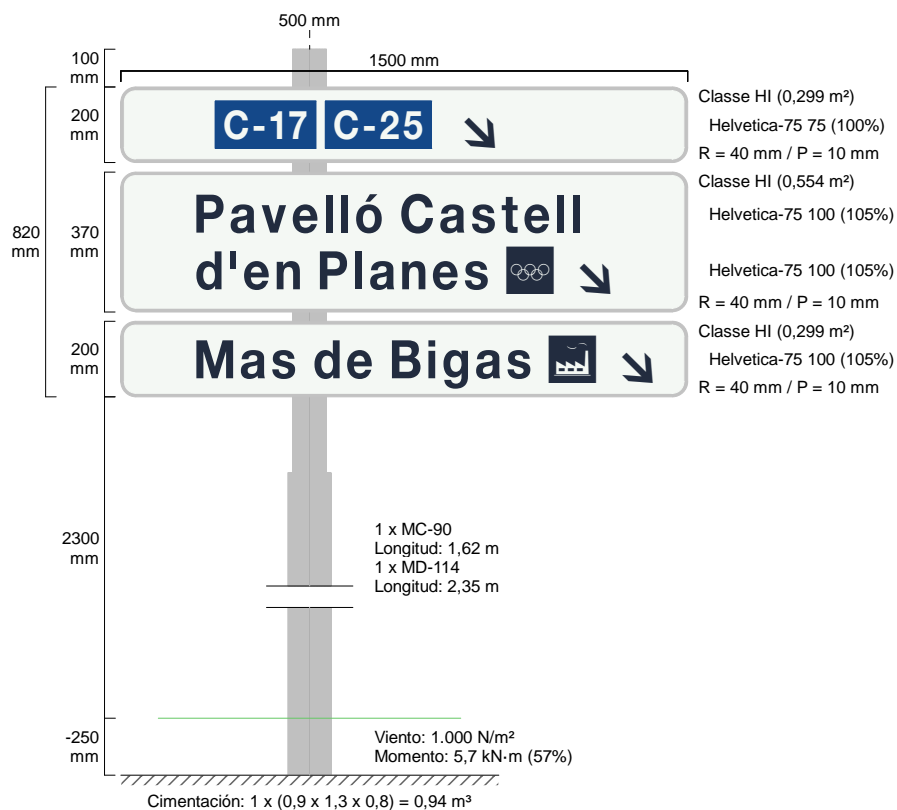 500 mm
100
mm
1500 mm
200
mm
C-17 C-25
Classe HI (0,299 m²)
Helvetica-75 75 (100%)
R = 40 mm / P = 10 mm
820
mm
370
mm
Pavelló Castell
d'en Planes
Classe HI (0,554 m²)
Helvetica-75 100 (105%)
Helvetica-75 100 (105%)
R = 40 mm / P = 10 mm
200
mm
Mas de Bigas
Classe HI (0,299 m²)
Helvetica-75 100 (105%)
R = 40 mm / P = 10 mm
2300
mm
1 x MC-90
Longitud: 1,62 m
1 x MD-114
Longitud: 2,35 m
-250
mm
Viento: 1.000 N/m²
Momento: 5,7 kN·m (57%)
Cimentación: 1 x (0,9 x 1,3 x 0,8) = 0,94 m³